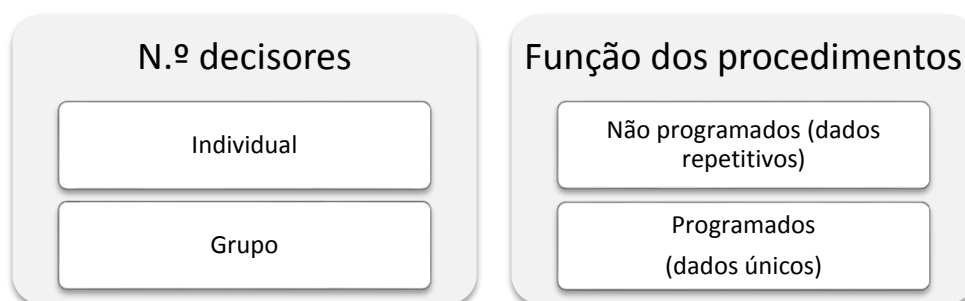 N.º decisores
Individual
Grupo
Função dos procedimentos
Não programados (dados
repetitivos)
Programados
(dados únicos)